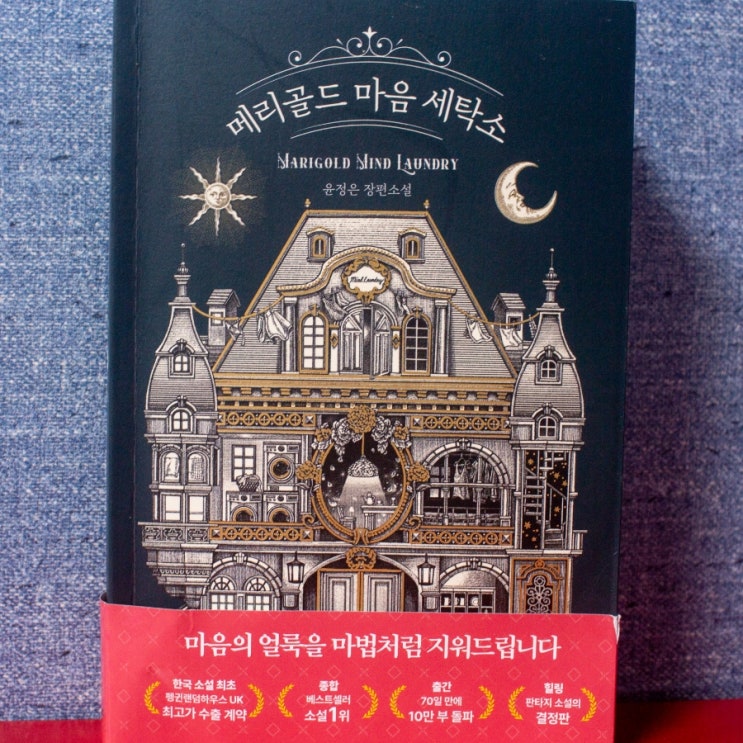 메리골드 마음 세탁소
MARIGOLD MIND LAUNDRY
윤정은 장편소설
Mind Laundry
마음의 얼룩을 마법처럼 지워드립니다
한국 소설 최초
펭귄랜덤하우스 UK
최고가 수출 계약
종합
베스트셀러
소설 1위
출간
70일 만에
10만 부 돌파
힐링
판타지 소설의
결정판